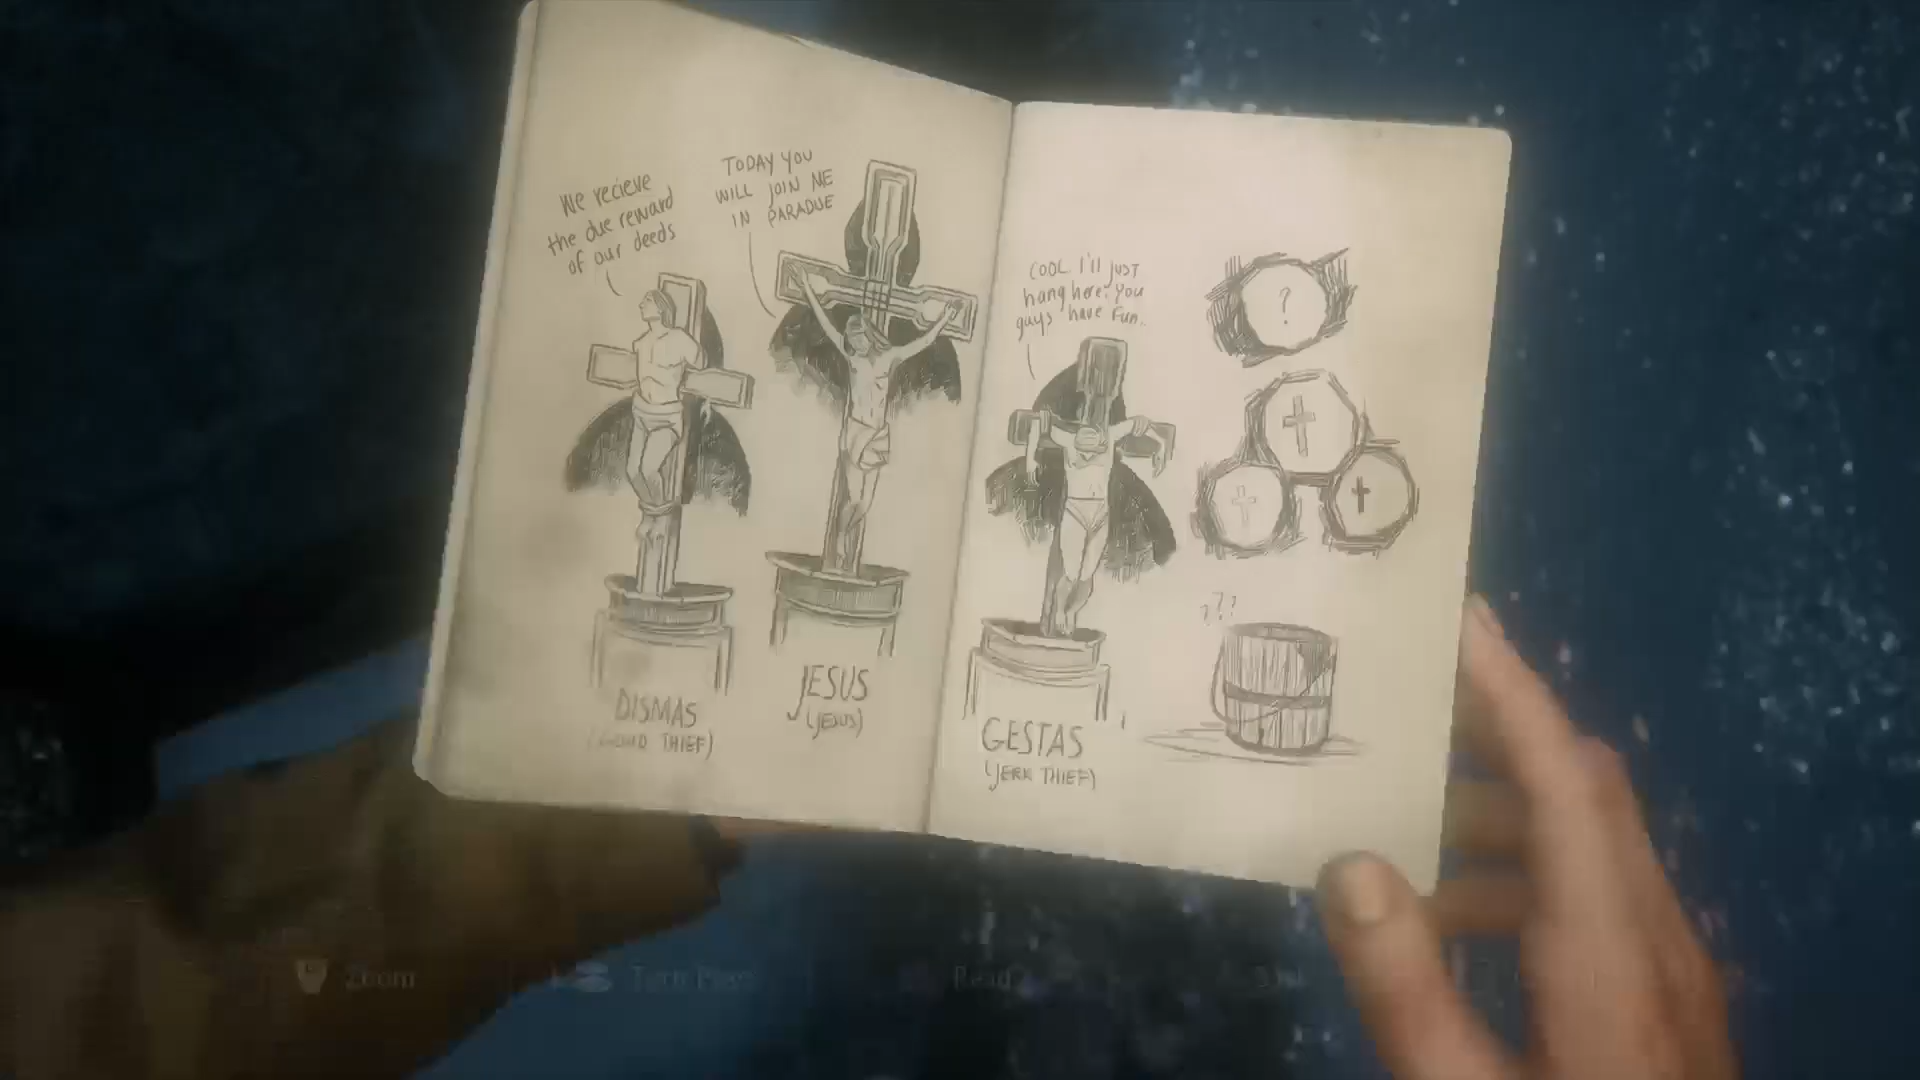 We recieve
the due reward
of our deeds
TODAY YOU
WILL JOIN ME
IN PARADISE
DISMAS
(GOOD THIEF)
JESUS
(JESUS)
COOL. I'll just
hang here. You
guys have fun..
GESTAS
(JERK THIEF)
?
???
Zoom
Turn Page
Read